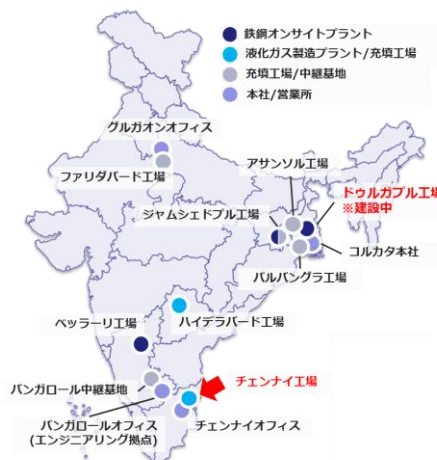 鉄鋼オンサイトプラント
液化ガス製造プラント/充填工場
充填工場/中継基地
本社/営業所
グルガオンオフィス
ファリダバード工場
アサンソル工場
ジャムシェドプル工場
ドゥルガプル工場
※建設中
コルカタ本社
バルバングラ工場
ベッラーリ工場
ハイデラバード工場
バンガロール中継基地
チェンナイ工場
バンガロールオフィス
(エンジニアリング拠点)
チェンナイオフィス